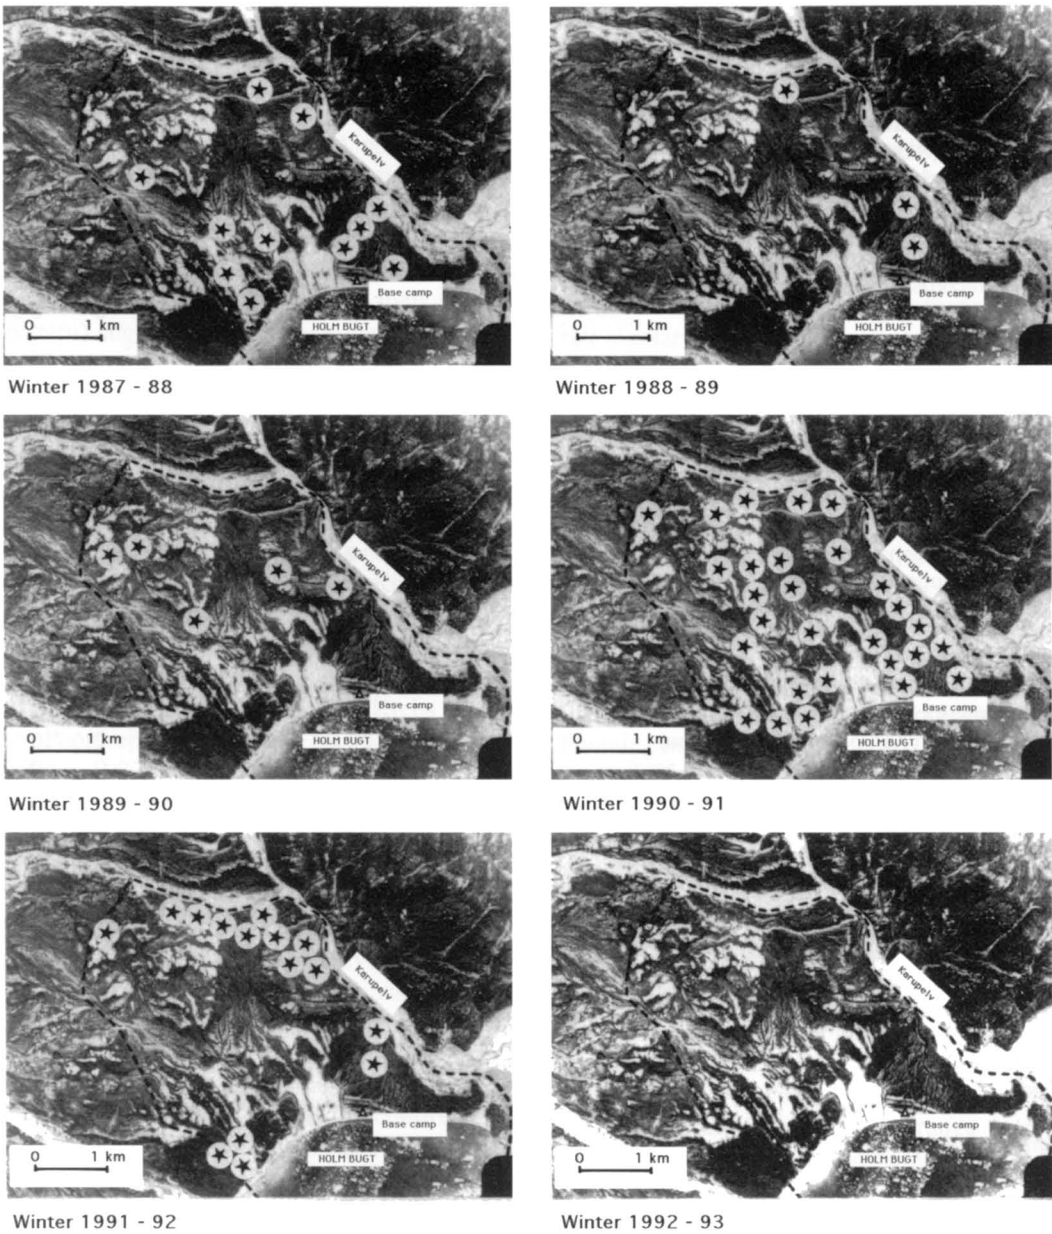 Karupelv
Base camp
0 1 km
HOLM BUGT
Winter 1987 - 88
Karupelv
Base camp
0 1 km
HOLM BUGT
Winter 1988 - 89
Karupelv
Base camp
0 1 km
HOLM BUGT
Winter 1989 - 90
Karupelv
Base camp
0 1 km
HOLM BUGT
Winter 1990 - 91
Karupelv
Base camp
0 1 km
HOLM BUGT
Winter 1991 - 92
Karupelv
Base camp
0 1 km
HOLM BUGT
Winter 1992 - 93